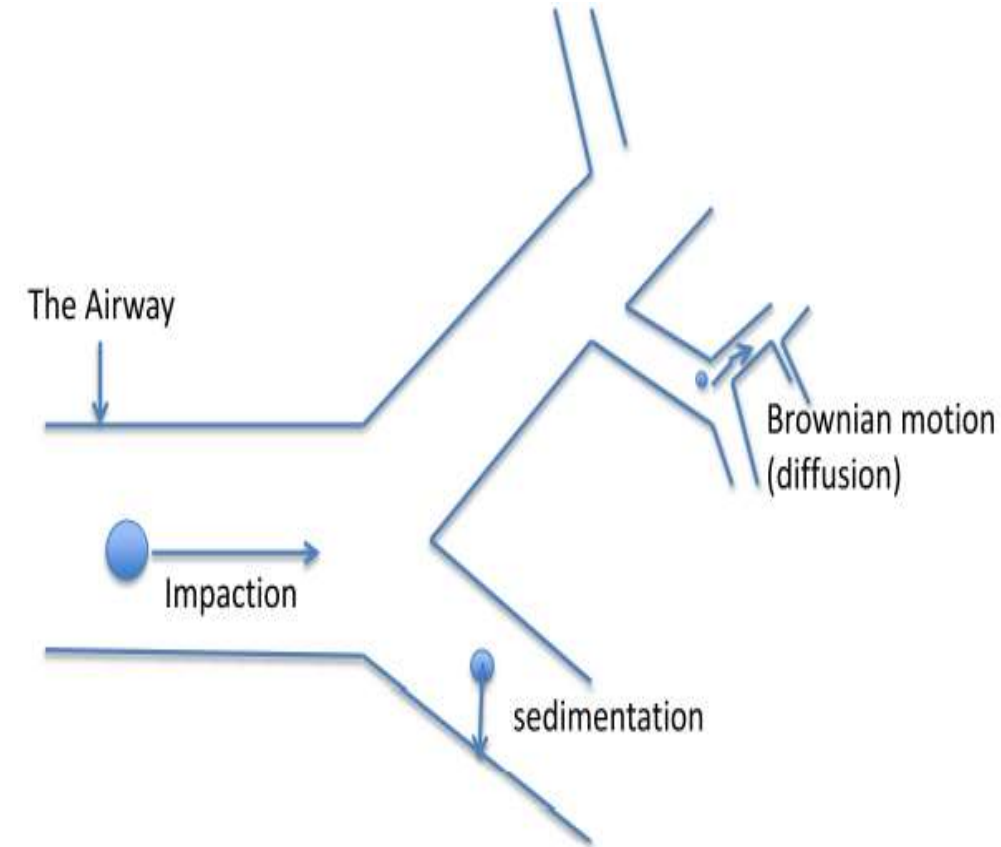 The Airway
Brownian motion
(diffusion)
Impaction
sedimentation